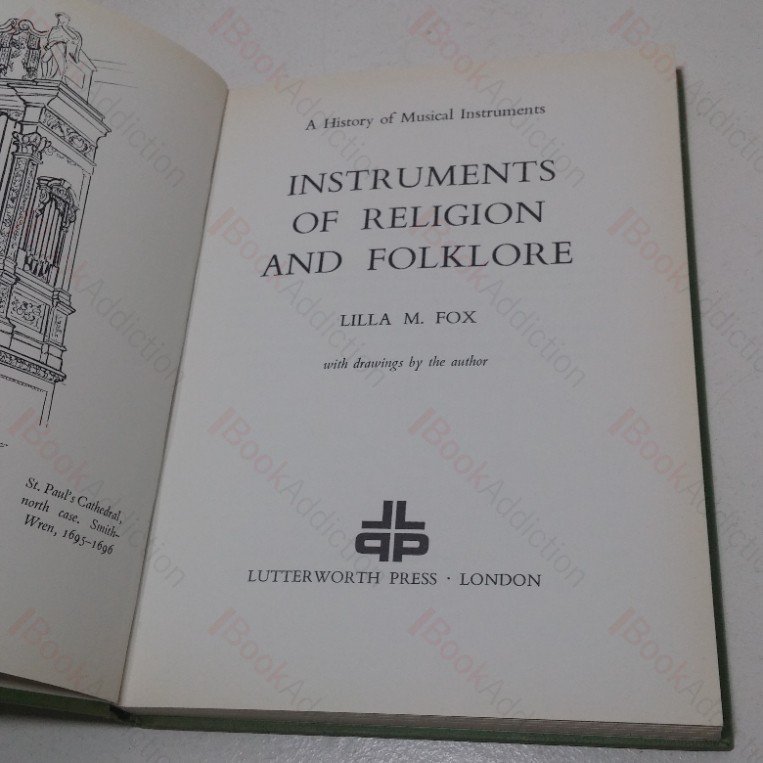 St. Paul's Cathedral,
north case. Smith-
Wren, 1695–1696
A History of Musical Instruments
INSTRUMENTS
OF RELIGION
AND FOLKLORE
LILLA M. FOX
with drawings by the author
LUTTERWORTH PRESS · LONDON
BookAddiction